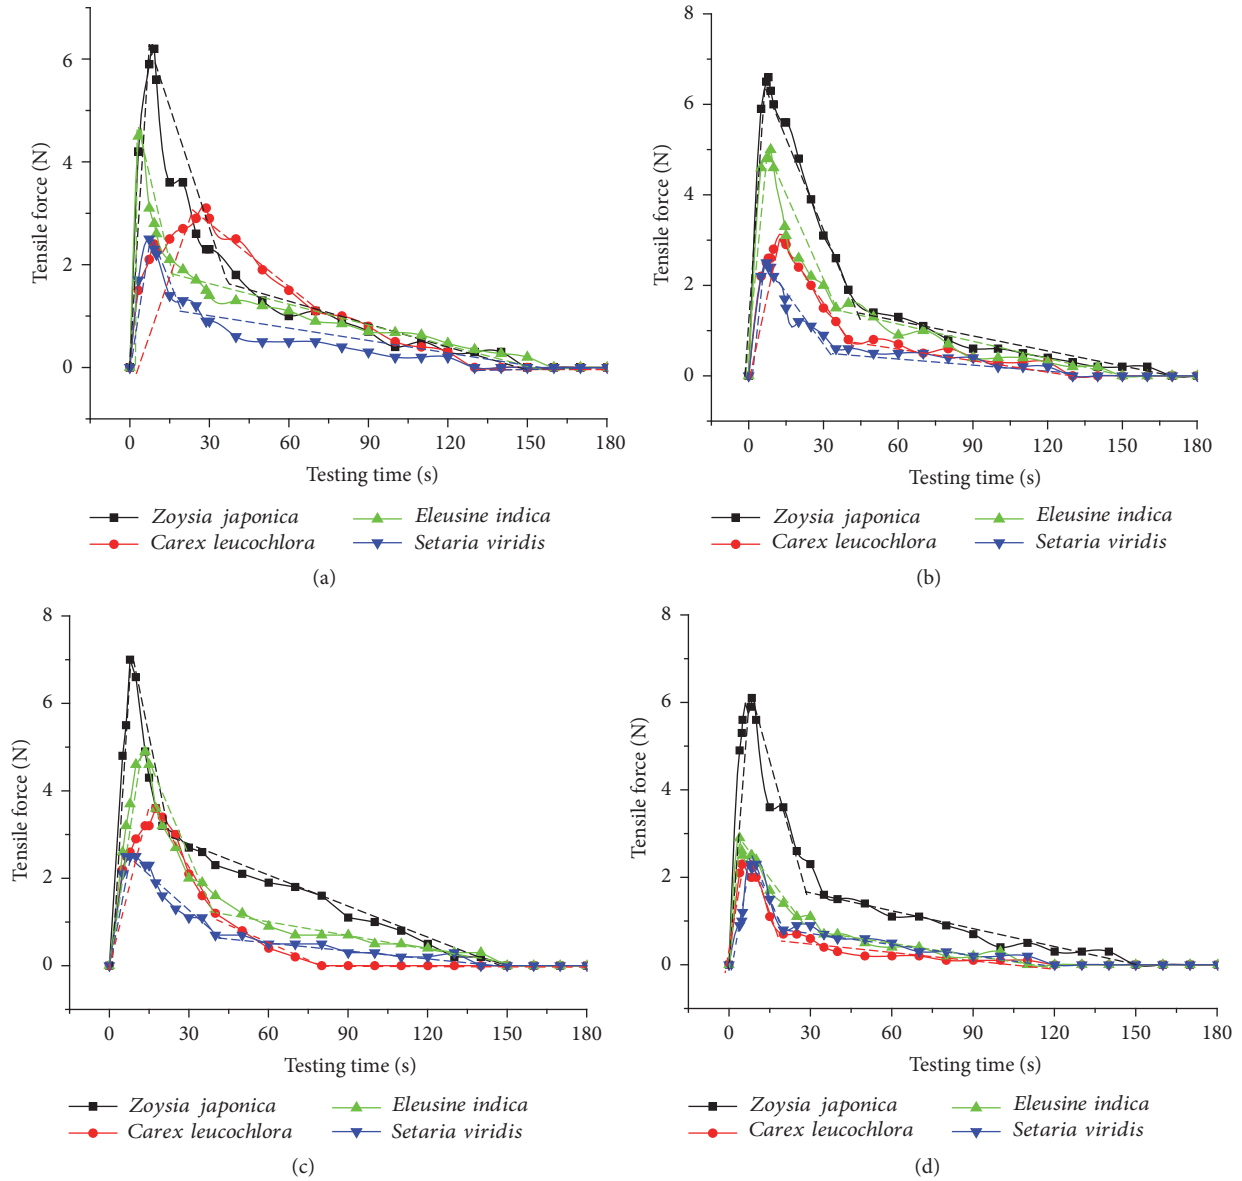 6
4
2
0
Tensile force (N)
0 30 60 90 120 150 180
Testing time (s)
Zoysia japonica
Eleusine indica
Carex leucochlora
Setaria viridis
(a)
8
6
4
2
0
Tensile force (N)
0 30 60 90 120 150 180
Testing time (s)
Zoysia japonica
Eleusine indica
Carex leucochlora
Setaria viridis
(b)
8
6
4
2
0
Tensile force (N)
0 30 60 90 120 150 180
Testing time (s)
Zoysia japonica
Eleusine indica
Carex leucochlora
Setaria viridis
(c)
8
6
4
2
0
Tensile force (N)
0 30 60 90 120 150 180
Testing time (s)
Zoysia japonica
Eleusine indica
Carex leucochlora
Setaria viridis
(d)